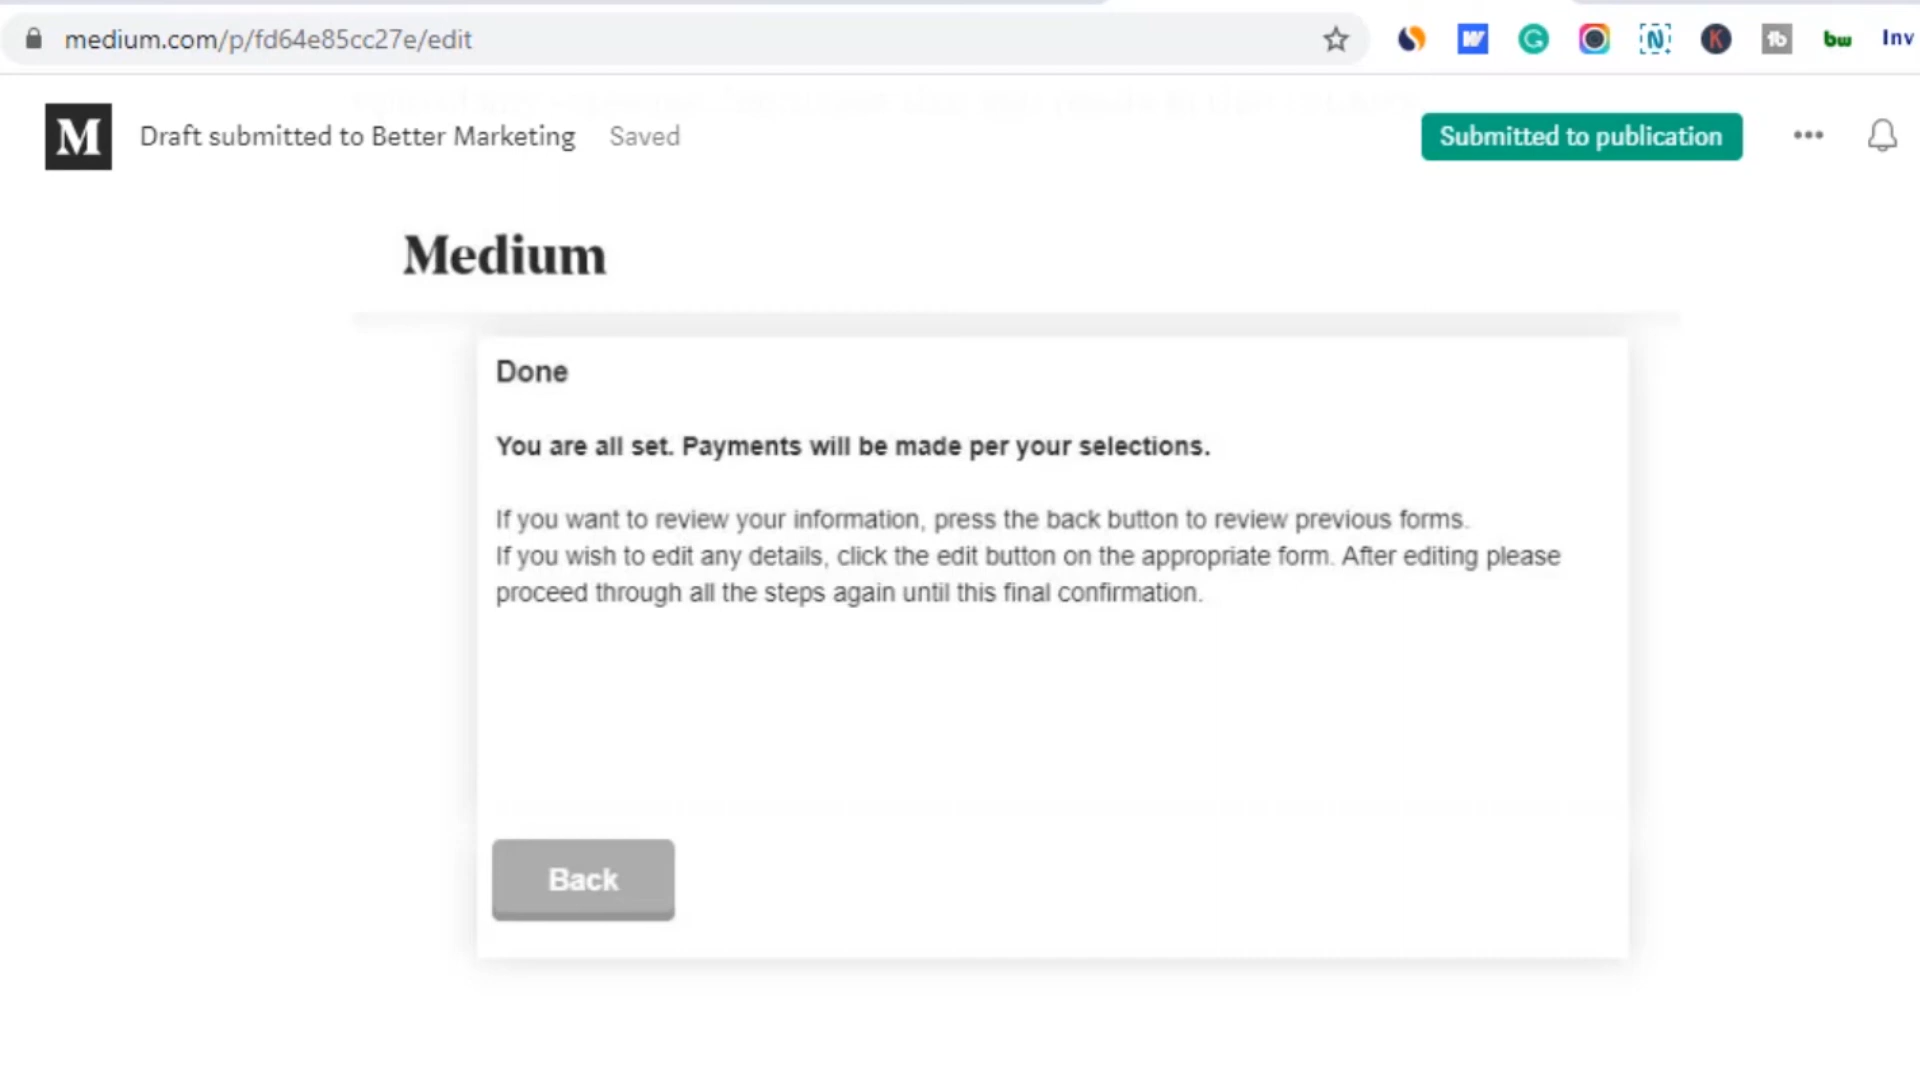 medium.com/p/fd64e85cc27e/edit
bw
Inv
M
Draft submitted to Better Marketing Saved
Submitted to publication
Medium
Done
You are all set. Payments will be made per your selections.
If you want to review your information, press the back button to review previous forms.
If you wish to edit any details, click the edit button on the appropriate form. After editing please
proceed through all the steps again until this final confirmation.
Back